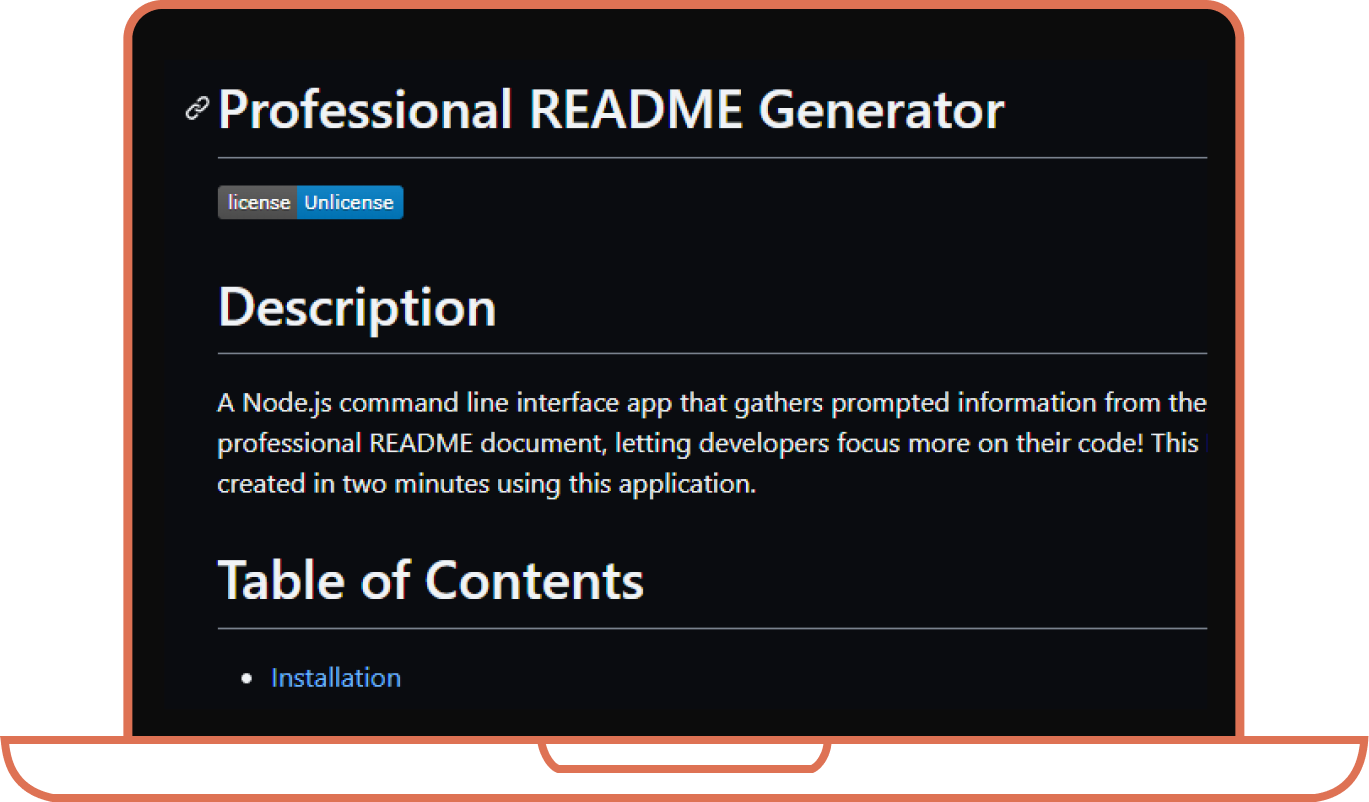 Professional README Generator
license Unlicense
Description
A Node.js command line interface app that gathers prompted information from the
professional README document, letting developers focus more on their code! This
created in two minutes using this application.
Table of Contents
Installation